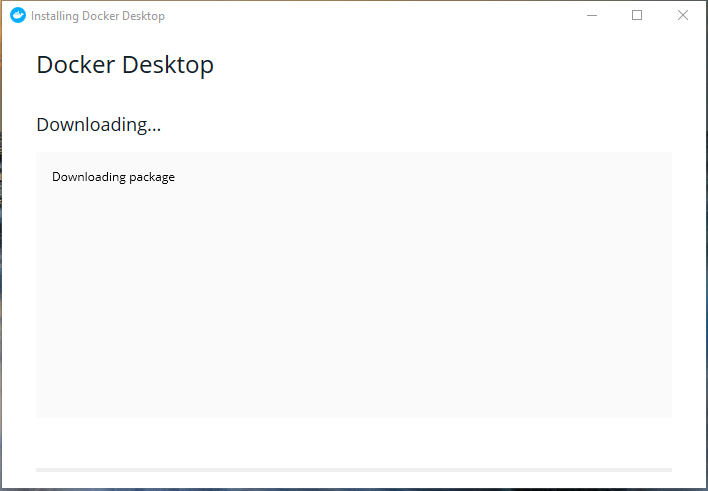 Installing Docker Desktop
Docker Desktop
Downloading...
Downloading package